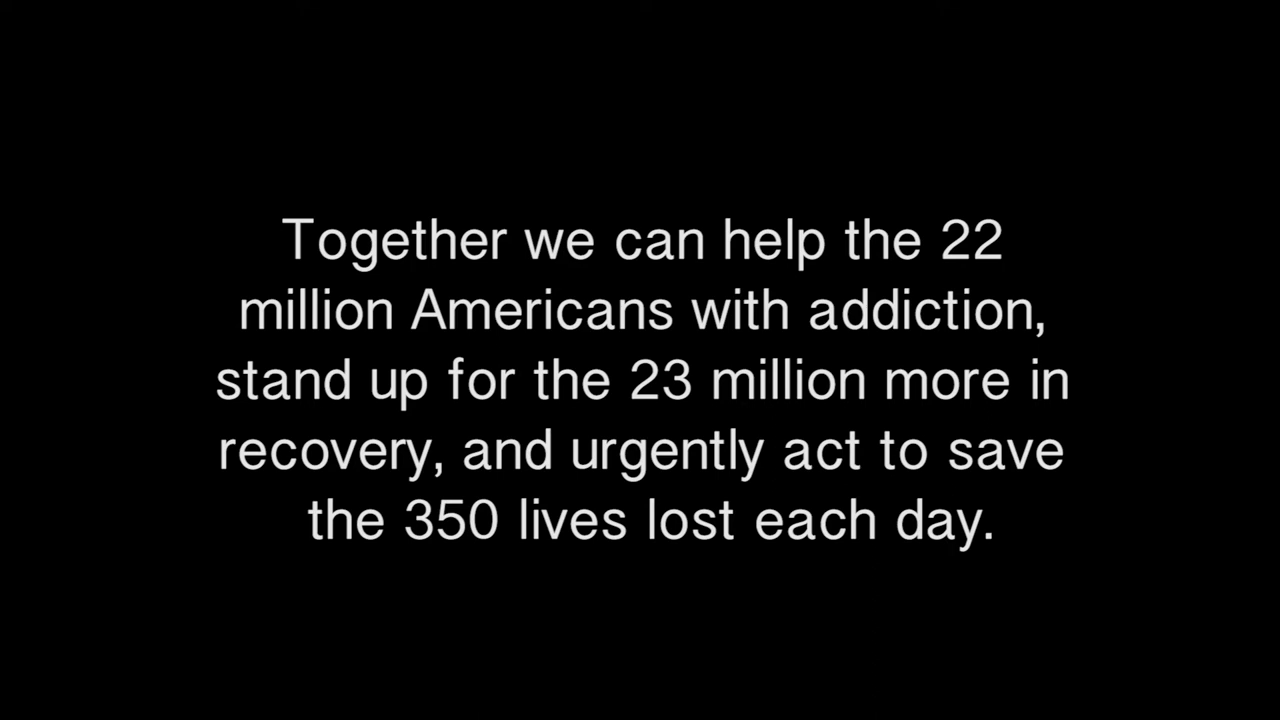 Together we can help the 22
million Americans with addiction,
stand up for the 23 million more in
recovery, and urgently act to save
the 350 lives lost each day.